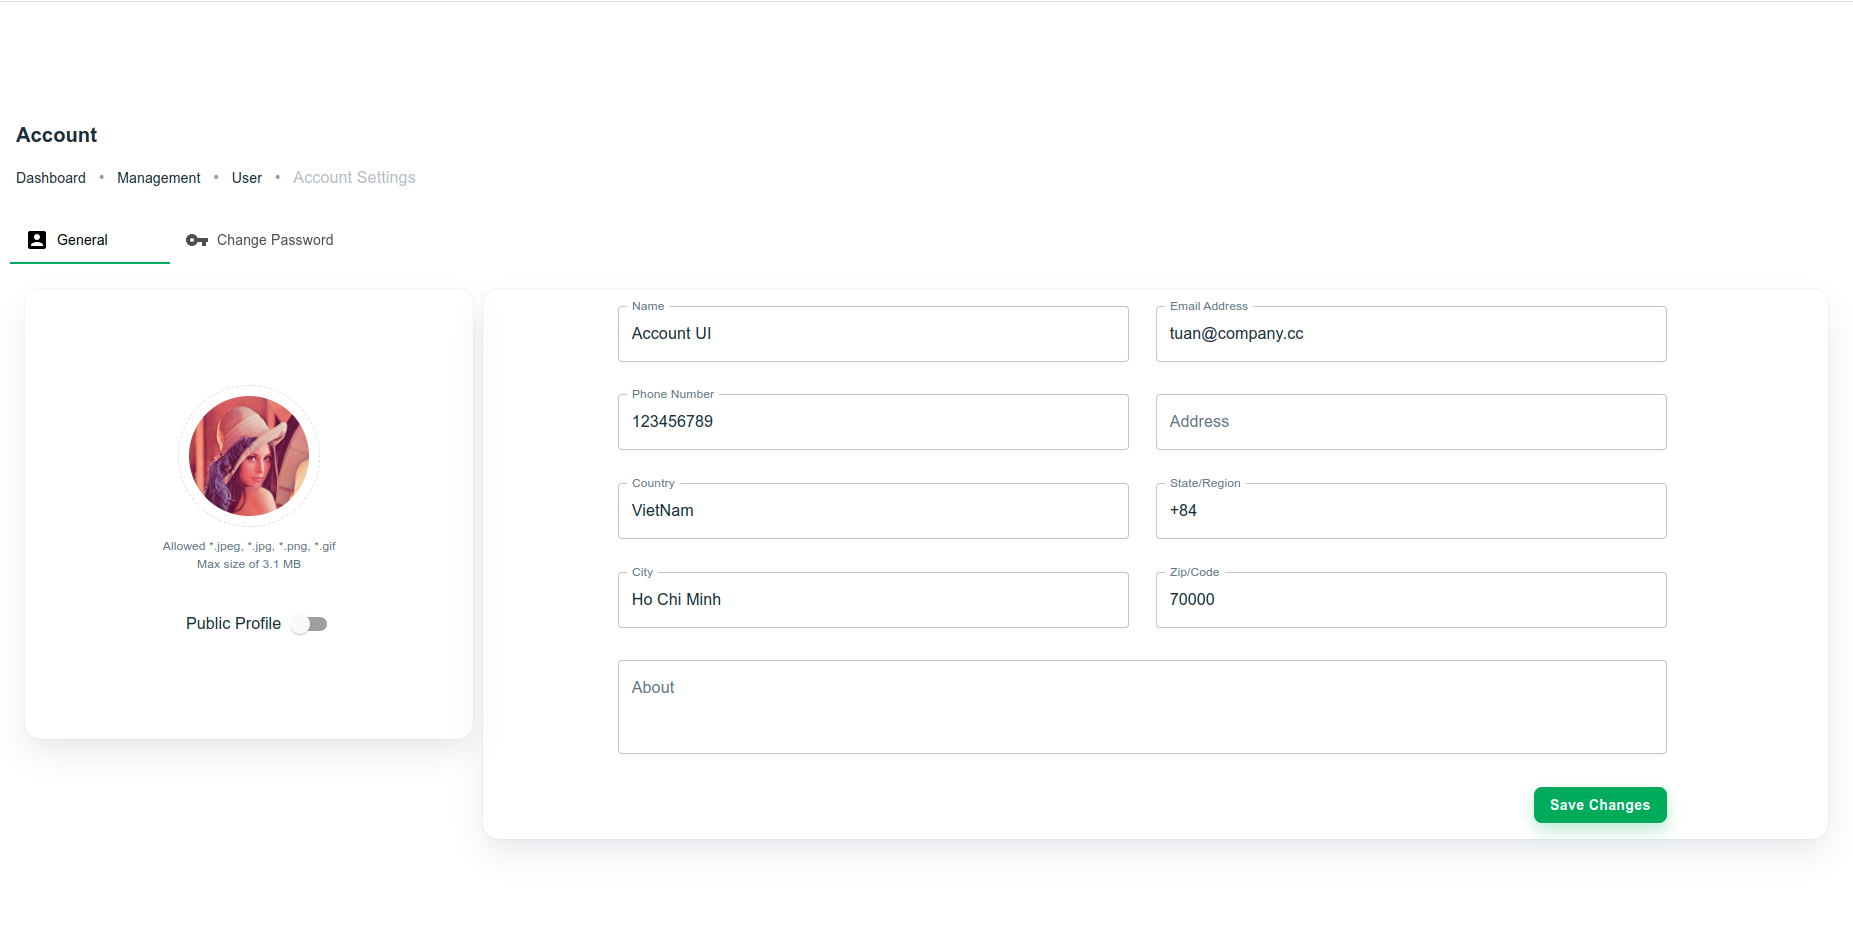 Account
Dashboard • Management • User • Account Settings
General
Change Password
Allowed *.jpeg, *.jpg, *.png, *.gif
Max size of 3.1 MB
Public Profile
Name
Account UI
Email Address
tuan@company.cc
Phone Number
123456789
Address
Country
VietNam
State/Region
+84
City
Ho Chi Minh
Zip/Code
70000
About
Save Changes